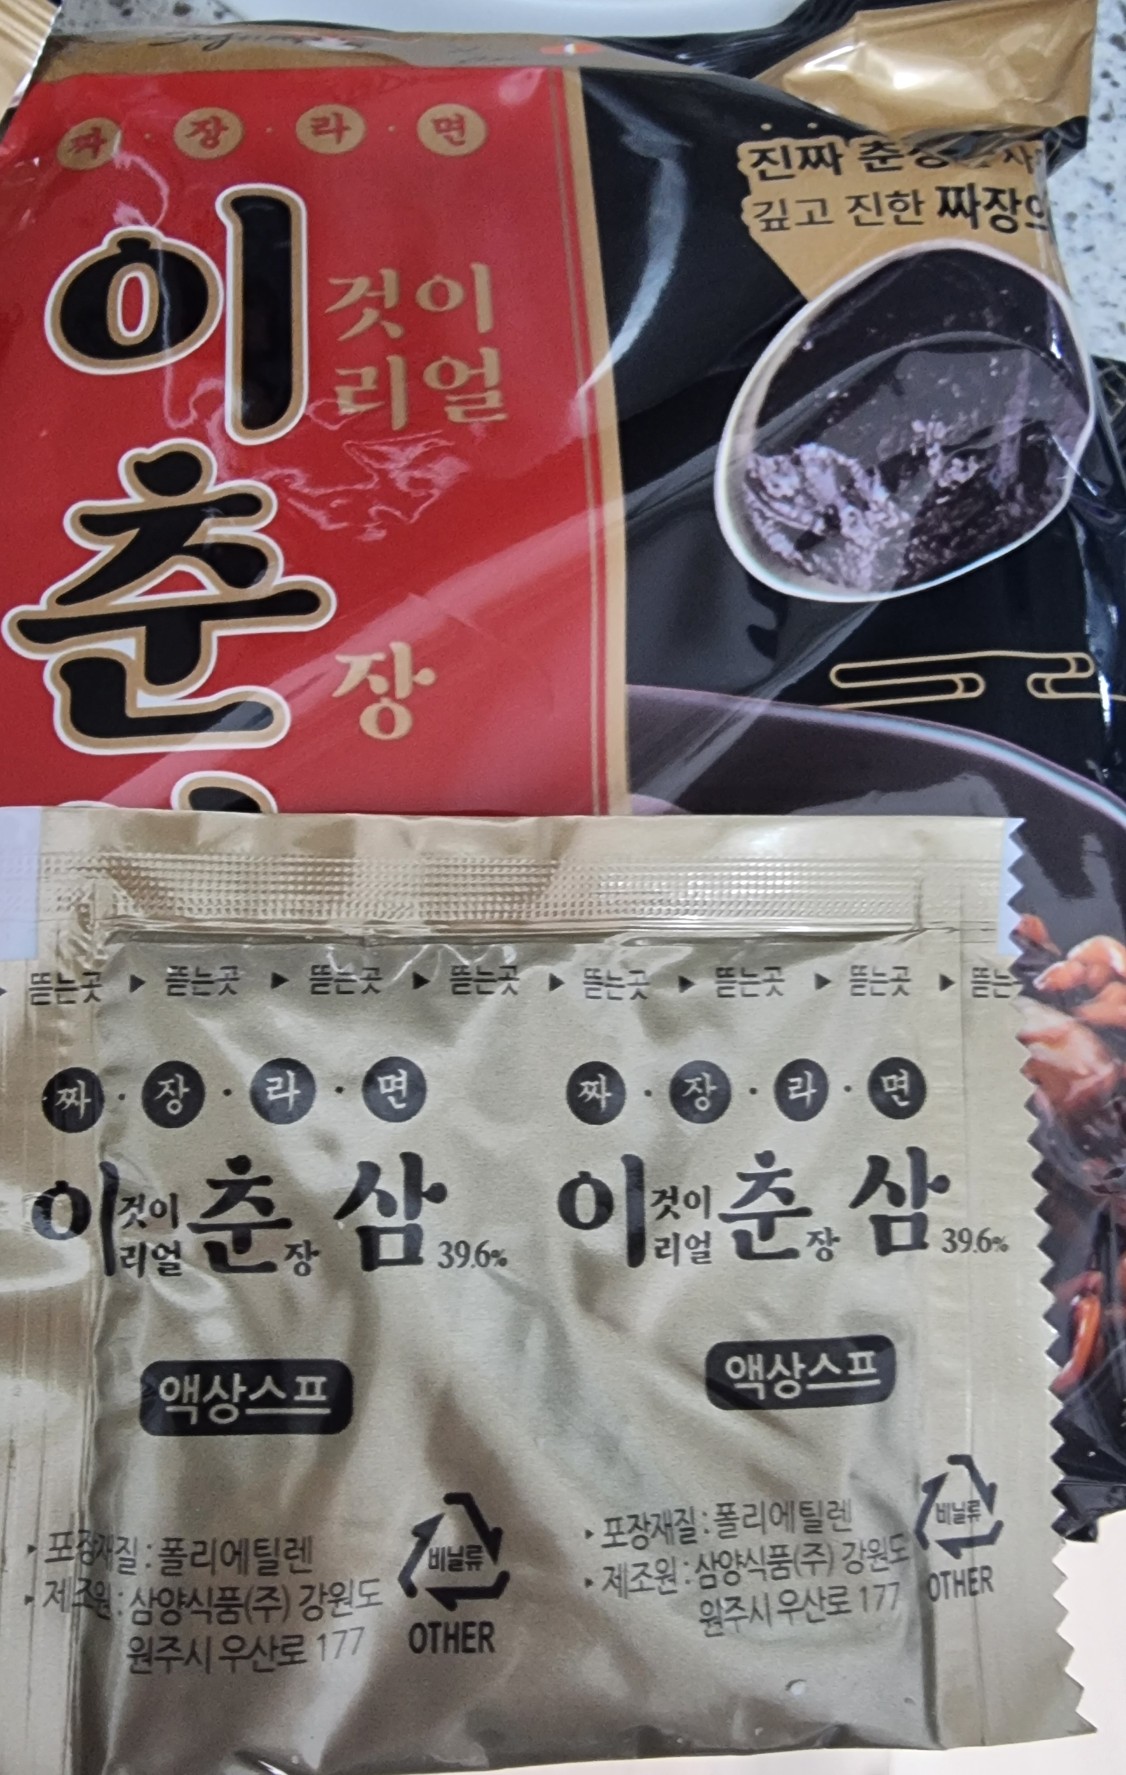 짜·장·라·면
이것이리얼
춘장
진짜
깊고 진한 짜장의
뜯는곳 ▶ 뜯는곳 ▶ 뜯는곳 ▶ 뜯는곳 ▶ 뜯는곳 ▶ 뜯는곳 ▶ 뜯는곳 ▶ 뜯는
짜·장·라·면
이것이리얼춘장 삼 39.6%
액상스프
▸포장재질 : 폴리에틸렌
▸제조원 : 삼양식품(주) 강원도
원주시 우산로 177
비닐류
OTHER
짜·장·라·면
이것이리얼춘장 삼 39.6%
액상스프
▸포장재질 : 폴리에틸렌
▸제조원 : 삼양식품(주) 강원도
원주시 우산로 177
비닐류
OTHER